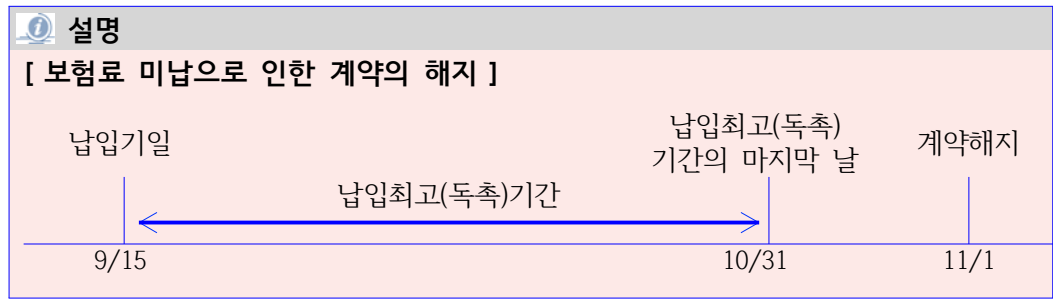 설명
[ 보험료 미납으로 인한 계약의 해지 ]
납입기일
납입최고(독촉)
기간의 마지막 날
계약해지
납입최고(독촉)기간
9/15
10/31
11/1